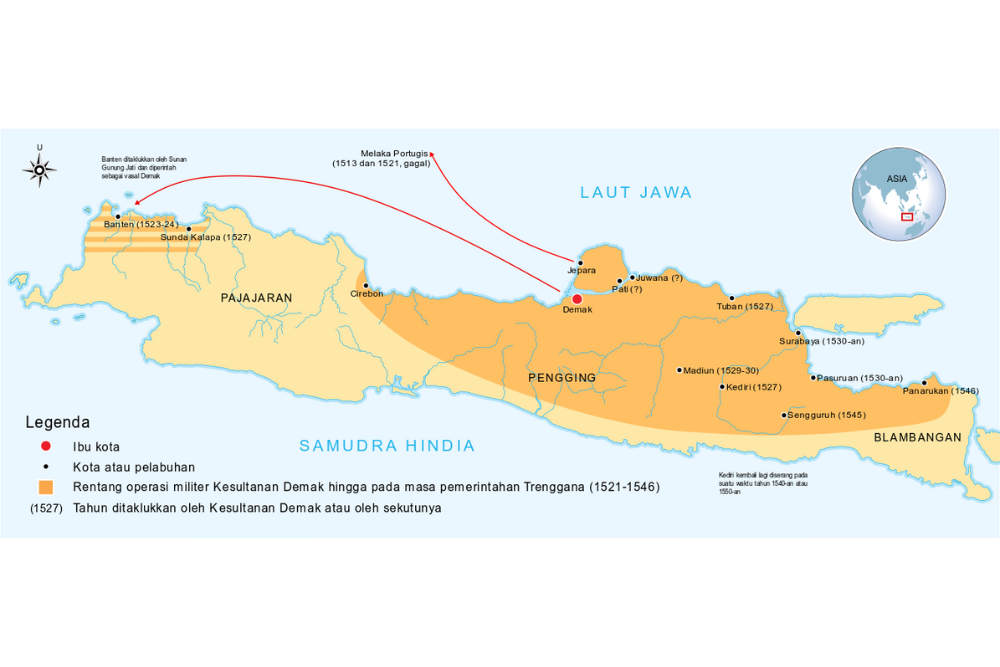 U
Banten ditaklukkan oleh Sunan
Gunung Jati dan diperintah
sebagai vasal Demak
Melaka Portugis
(1513 dan 1521, gagal)
LAUT JAWA
ASIA
Banten (1523-24)
Sunda Kalapa (1527)
Cirebon
PAJAJARAN
Jepara
Juwana (?)
Pati (?)
Demak
Tuban (1527)
Surabaya (1530-an)
PENGGING
Madiun (1529-30)
Kediri (1527)
Pasuruan (1530-an)
Panarukan (1546)
Sengguruh (1545)
BLAMBANGAN
SAMUDRA HINDIA
Kediri kembali lagi diserang pada
suatu waktu tahun 1540-an atau
1550-an
Legenda
Ibu kota
Kota atau pelabuhan
Rentang operasi militer Kesultanan Demak hingga pada masa pemerintahan Trenggana (1521-1546)
(1527) Tahun ditaklukkan oleh Kesultanan Demak atau oleh sekutunya